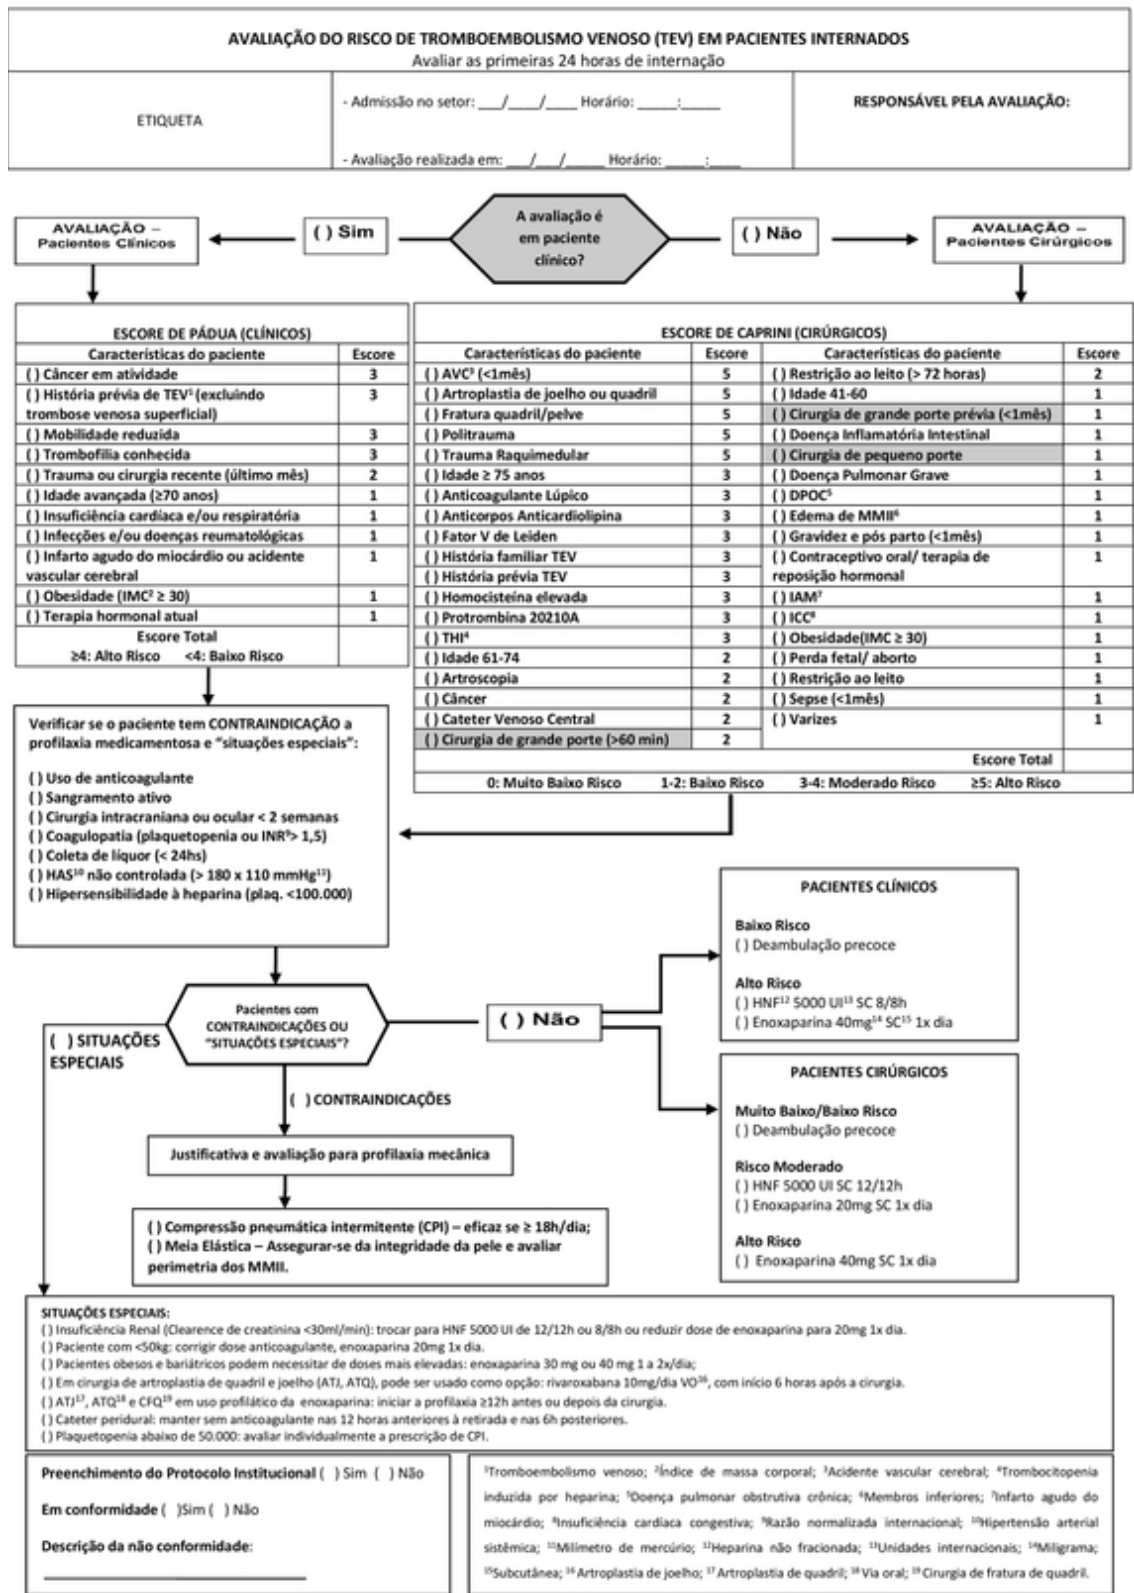 AVALIAÇÃO DO RISCO DE TROMBOEMBOLISMO VENOSO (TEV) EM PACIENTES INTERNADOS
Avaliar as primeiras 24 horas de internação
ETIQUETA
- Admissão no setor: ___/____/____ Horário: _____:_____
- Avaliação realizada em: ___/___/_____ Horário: _____:____
RESPONSÁVEL PELA AVALIAÇÃO:
A avaliação é
em paciente
clínico?
( ) Sim
( ) Não
AVALIAÇÃO –
Pacientes Clínicos
AVALIAÇÃO –
Pacientes Cirúrgicos
ESCORE DE PÁDUA (CLÍNICOS)
Características do paciente Escore
( ) Câncer em atividade 3
( ) História prévia de TEV¹ (excluindo 3
trombose venosa superficial)
( ) Mobilidade reduzida 3
( ) Trombofilia conhecida 3
( ) Trauma ou cirurgia recente (último mês) 2
( ) Idade avançada (≥70 anos) 1
( ) Insuficiência cardíaca e/ou respiratória 1
( ) Infecções e/ou doenças reumatológicas 1
( ) Infarto agudo do miocárdio ou acidente 1
vascular cerebral
( ) Obesidade (IMC² ≥ 30) 1
( ) Terapia hormonal atual 1
Escore Total
≥4: Alto Risco <4: Baixo Risco
ESCORE DE CAPRINI (CIRÚRGICOS)
Características do paciente Escore Características do paciente Escore
( ) AVC³ (<1mês) 5 ( ) Restrição ao leito (> 72 horas) 2
( ) Artroplastia de joelho ou quadril 5 ( ) Idade 41-60 1
( ) Fratura quadril/pelve 5 ( ) Cirurgia de grande porte prévia (<1mês) 1
( ) Politrauma 5 ( ) Doença Inflamatória Intestinal 1
( ) Trauma Raquimedular 5 ( ) Cirurgia de pequeno porte 1
( ) Idade ≥ 75 anos 3 ( ) Doença Pulmonar Grave 1
( ) Anticoagulante Lúpico 3 ( ) DPOC⁵ 1
( ) Anticorpos Anticardiolipina 3 ( ) Edema de MMII⁶ 1
( ) Fator V de Leiden 3 ( ) Gravidez e pós parto (<1mês) 1
( ) História familiar TEV 3 ( ) Contraceptivo oral/ terapia de 1
( ) História prévia TEV 3 reposição hormonal
( ) Homocisteína elevada 3 ( ) IAM⁷ 1
( ) Protrombina 20210A 3 ( ) ICC⁸ 1
( ) THI⁴ 3 ( ) Obesidade(IMC ≥ 30) 1
( ) Idade 61-74 2 ( ) Perda fetal/ aborto 1
( ) Artroscopia 2 ( ) Restrição ao leito 1
( ) Câncer 2 ( ) Sepse (<1mês) 1
( ) Cateter Venoso Central 2 ( ) Varizes 1
( ) Cirurgia de grande porte (>60 min) 2
Escore Total
0: Muito Baixo Risco 1-2: Baixo Risco 3-4: Moderado Risco ≥5: Alto Risco
Verificar se o paciente tem CONTRAINDICAÇÃO a
profilaxia medicamentosa e “situações especiais”:
( ) Uso de anticoagulante
( ) Sangramento ativo
( ) Cirurgia intracraniana ou ocular < 2 semanas
( ) Coagulopatia (plaquetopenia ou INR⁹> 1,5)
( ) Coleta de líquor (< 24hs)
( ) HAS¹⁰ não controlada (> 180 x 110 mmHg¹¹)
( ) Hipersensibilidade à heparina (plaq. <100.000)
Pacientes com
CONTRAINDICAÇÕES OU
“SITUAÇÕES ESPECIAIS”?
( ) Não
( ) SITUAÇÕES
ESPECIAIS
( ) CONTRAINDICAÇÕES
Justificativa e avaliação para profilaxia mecânica
( ) Compressão pneumática intermitente (CPI) – eficaz se ≥ 18h/dia;
( ) Meia Elástica – Assegurar-se da integridade da pele e avaliar
perimetria dos MMII.
PACIENTES CLÍNICOS
Baixo Risco
( ) Deambulação precoce
Alto Risco
( ) HNF¹² 5000 UI¹³ SC 8/8h
( ) Enoxaparina 40mg¹⁴ SC¹⁵ 1x dia
PACIENTES CIRÚRGICOS
Muito Baixo/Baixo Risco
( ) Deambulação precoce
Risco Moderado
( ) HNF 5000 UI SC 12/12h
( ) Enoxaparina 20mg SC 1x dia
Alto Risco
( ) Enoxaparina 40mg SC 1x dia
SITUAÇÕES ESPECIAIS:
( ) Insuficiência Renal (Clearence de creatinina <30ml/min): trocar para HNF 5000 UI de 12/12h ou 8/8h ou reduzir dose de enoxaparina para 20mg 1x dia.
( ) Paciente com <50kg: corrigir dose anticoagulante, enoxaparina 20mg 1x dia.
( ) Pacientes obesos e bariátricos podem necessitar de doses mais elevadas: enoxaparina 30 mg ou 40 mg 1 a 2x/dia;
( ) Em cirurgia de artroplastia de quadril e joelho (ATJ, ATQ), pode ser usado como opção: rivaroxabana 10mg/dia VO¹⁶, com início 6 horas após a cirurgia.
( ) ATJ¹⁷, ATQ¹⁸ e CFQ¹⁹ em uso profilático da enoxaparina: iniciar a profilaxia ≥12h antes ou depois da cirurgia.
( ) Cateter peridural: manter sem anticoagulante nas 12 horas anteriores à retirada e nas 6h posteriores.
( ) Plaquetopenia abaixo de 50.000: avaliar individualmente a prescrição de CPI.
Preenchimento do Protocolo Institucional ( ) Sim ( ) Não
Em conformidade ( )Sim ( ) Não
Descrição da não conformidade:
¹Tromboembolismo venoso; ²Índice de massa corporal; ³Acidente vascular cerebral; ⁴Trombocitopenia
induzida por heparina; ⁵Doença pulmonar obstrutiva crônica; ⁶Membros inferiores; ⁷Infarto agudo do
miocárdio; ⁸Insuficiência cardíaca congestiva; ⁹Razão normalizada internacional; ¹⁰Hipertensão arterial
sistêmica; ¹¹Milímetro de mercúrio; ¹²Heparina não fracionada; ¹³Unidades internacionais; ¹⁴Miligrama;
¹⁵Subcutânea; ¹⁶ Artroplastia de joelho; ¹⁷ Artroplastia de quadril; ¹⁸ Via oral; ¹⁹ Cirurgia de fratura de quadril.